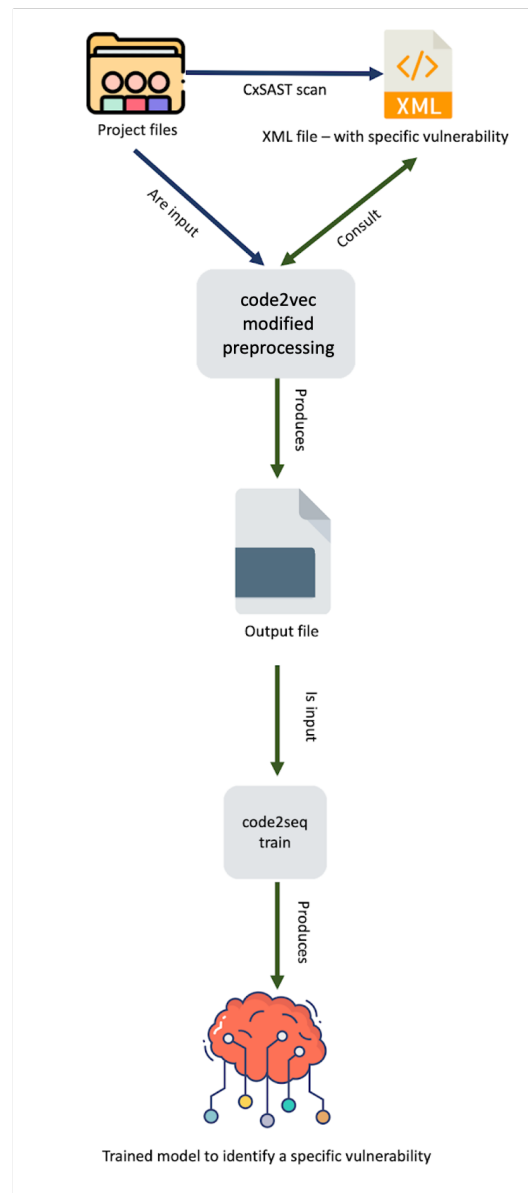 CxSAST scan
</>
XML
Project files
XML file – with specific vulnerability
Are input
Consult
code2vec
modified
preprocessing
Produces
Output file
Is input
code2seq
train
Produces
Trained model to identify a specific vulnerability